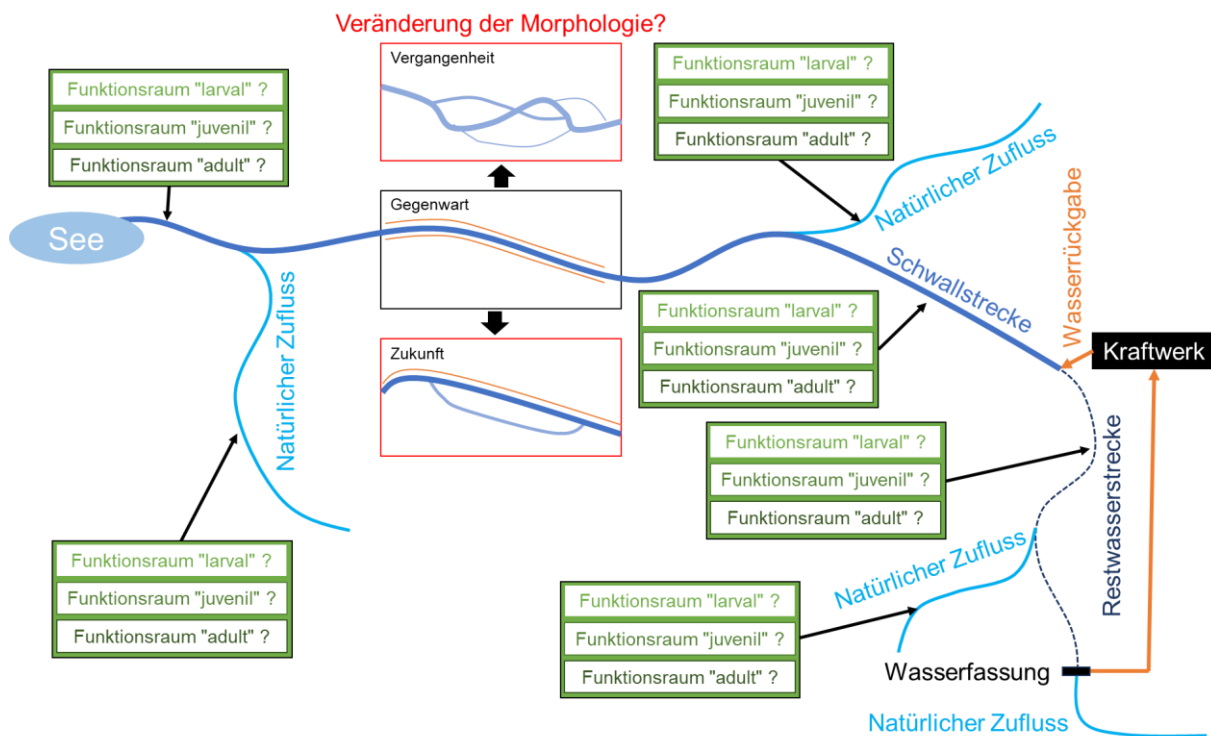 Veränderung der Morphologie?
Funktionsraum "larval" ?
Funktionsraum "juvenil" ?
Funktionsraum "adult" ?
Vergangenheit
Funktionsraum "larval" ?
Funktionsraum "juvenil" ?
Funktionsraum "adult" ?
Natürlicher Zufluss
See
Gegenwart
Natürlicher Zufluss
Schwallstrecke
Wasserrückgabe
Kraftwerk
Funktionsraum "larval" ?
Funktionsraum "juvenil" ?
Funktionsraum "adult" ?
Zukunft
Funktionsraum "larval" ?
Funktionsraum "juvenil" ?
Funktionsraum "adult" ?
Restwasserstrecke
Funktionsraum "larval" ?
Funktionsraum "juvenil" ?
Funktionsraum "adult" ?
Natürlicher Zufluss
Funktionsraum "larval" ?
Funktionsraum "juvenil" ?
Funktionsraum "adult" ?
Wasserfassung
Natürlicher Zufluss